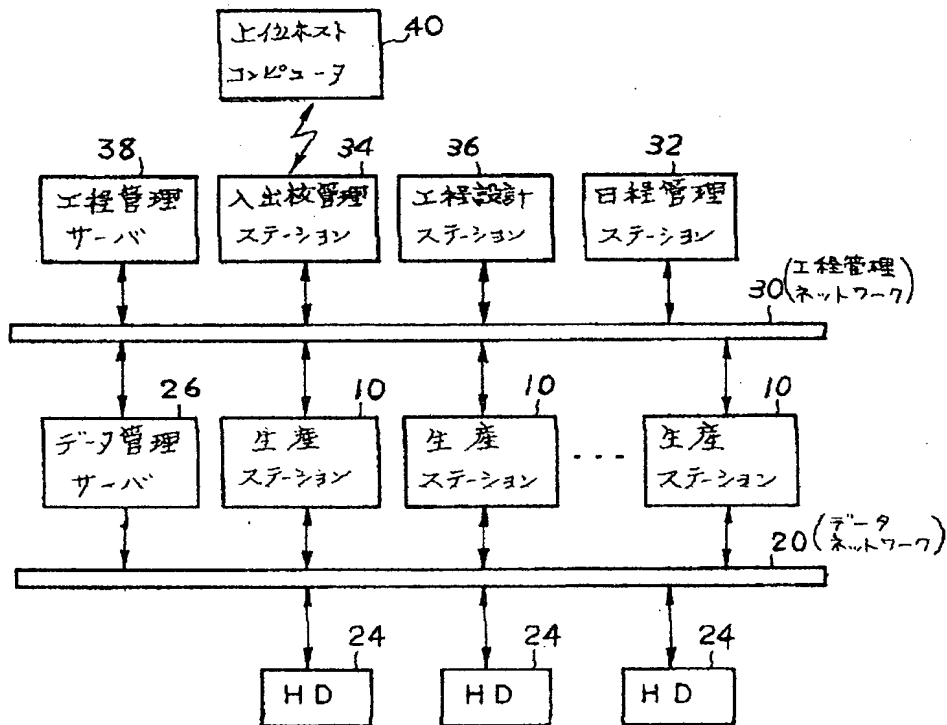 上位ホスト
コンピュータ
40
38
34
36
32
工程管理
サーバ
入出稿管理
ステーション
工程設計
ステーション
日程管理
ステーション
30(工程管理
ネットワーク)
26
10
10
10
データ管理
サーバ
生産
ステーション
生産
ステーション
...
生産
ステーション
20(データ
ネットワーク)
24
24
24
HD
HD
HD